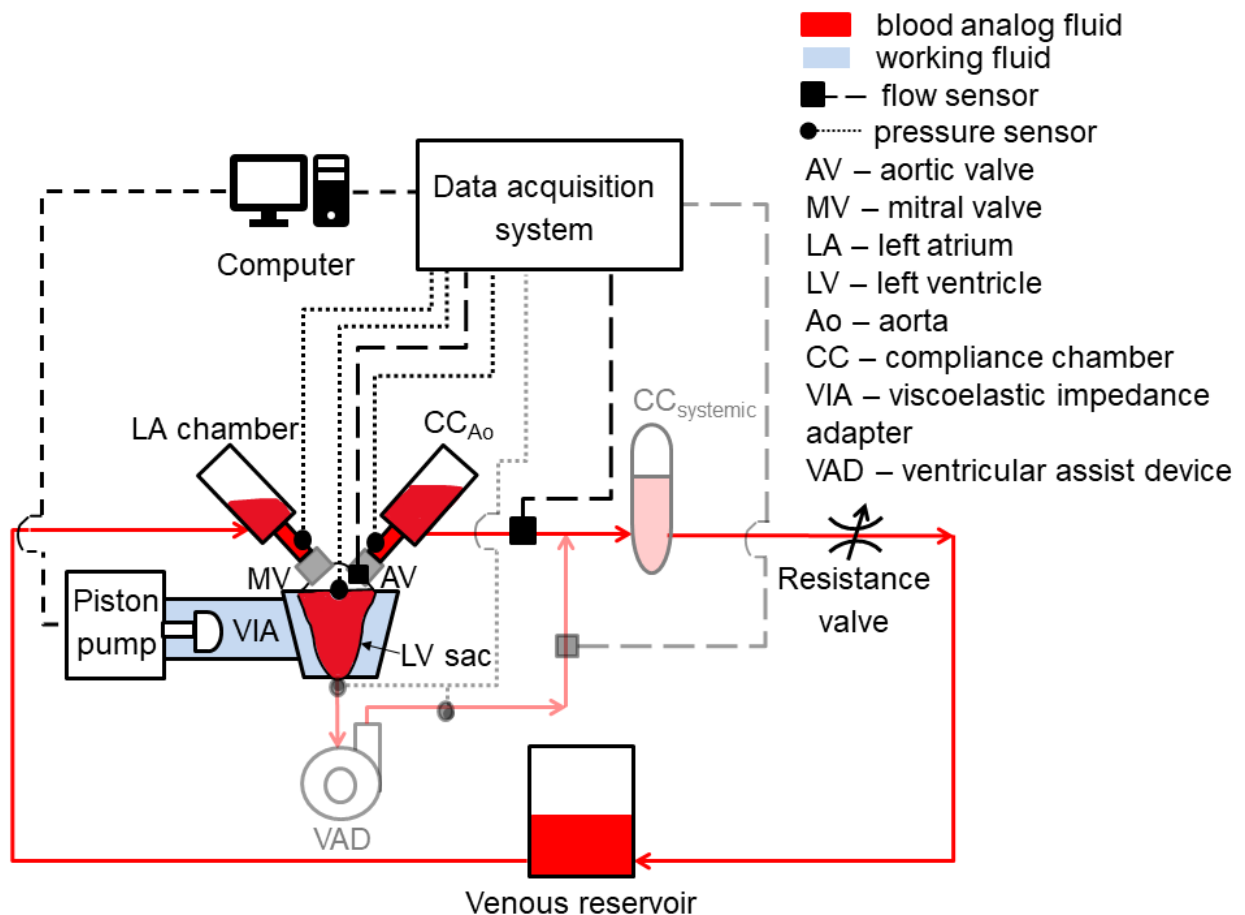 blood analog fluid
working fluid
flow sensor
pressure sensor
AV – aortic valve
MV – mitral valve
LA – left atrium
LV – left ventricle
Ao – aorta
CC – compliance chamber
VIA – viscoelastic impedance
adapter
VAD – ventricular assist device
Data acquisition
system
Computer
LA chamber
CCAo
CCsystemic
MV
AV
Piston
pump
VIA
LV sac
Resistance
valve
VAD
Venous reservoir